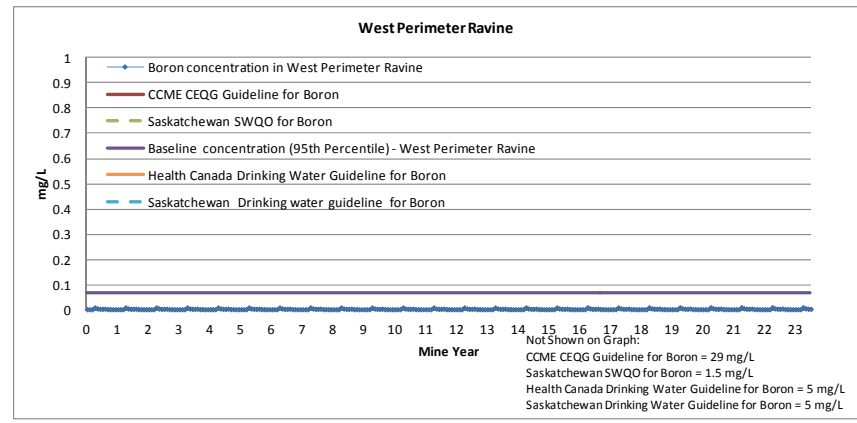 West Perimeter Ravine
1
0.9
0.8
0.7
0.6
0.5
0.4
0.3
0.2
0.1
0
mg/L
Boron concentration in West Perimeter Ravine
CCME CEQG Guideline for Boron
Saskatchewan SWQO for Boron
Baseline concentration (95th Percentile) - West Perimeter Ravine
Health Canada Drinking Water Guideline for Boron
Saskatchewan Drinking water guideline for Boron
0 1 2 3 4 5 6 7 8 9 10 11 12 13 14 15 16 17 18 19 20 21 22 23
Mine Year
Not Shown on Graph:
CCME CEQG Guideline for Boron = 29 mg/L
Saskatchewan SWQO for Boron = 1.5 mg/L
Health Canada Drinking Water Guideline for Boron = 5 mg/L
Saskatchewan Drinking Water Guideline for Boron = 5 mg/L